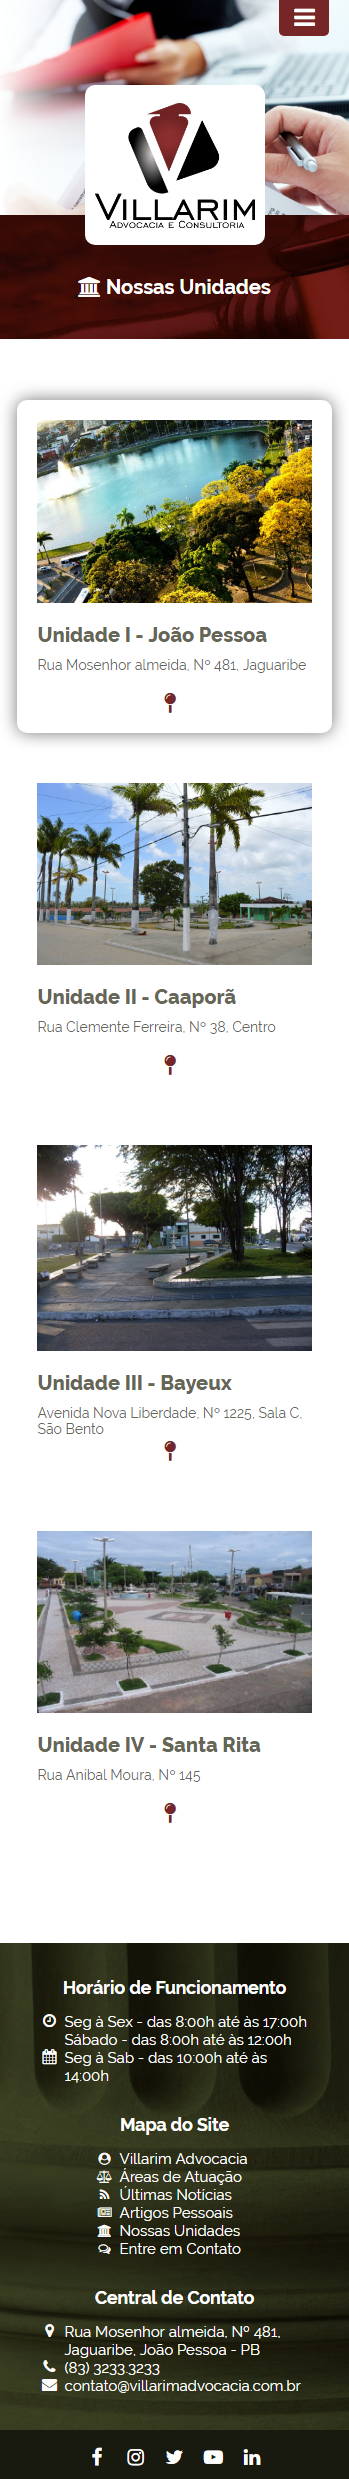 VILLARIM
ADVOCACIA E CONSULTORIA
Nossas Unidades
Unidade I - João Pessoa
Rua Mosenhor almeida, Nº 481, Jaguaribe
Unidade II - Caaporã
Rua Clemente Ferreira, Nº 38, Centro
Unidade III - Bayeux
Avenida Nova Liberdade, Nº 1225, Sala C,
São Bento
Unidade IV - Santa Rita
Rua Anibal Moura, Nº 145
Horário de Funcionamento
Seg à Sex - das 8:00h até às 17:00h
Sábado - das 8:00h até às 12:00h
Seg à Sab - das 10:00h até às
14:00h
Mapa do Site
Villarim Advocacia
Áreas de Atuação
Últimas Notícias
Artigos Pessoais
Nossas Unidades
Entre em Contato
Central de Contato
Rua Mosenhor almeida, Nº 481,
Jaguaribe, João Pessoa - PB
(83) 3233.3233
contato@villarimadvocacia.com.br